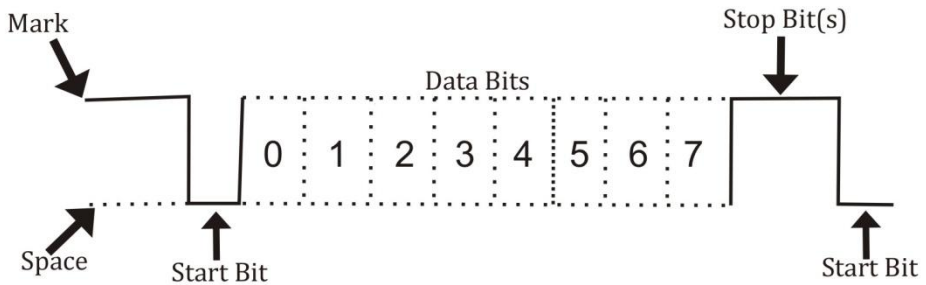 Mark
Stop Bit(s)
Data Bits
0 1 2 3 4 5 6 7
Space
Start Bit
Start Bit